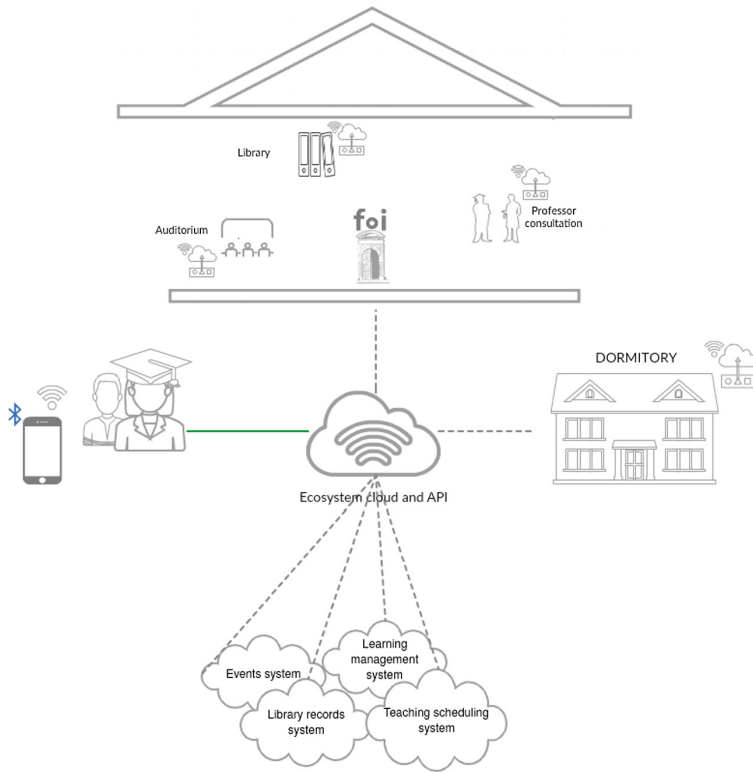 Library
Professor
consultation
Auditorium
foi
DORMITORY
Ecosystem cloud and API
Learning
management
system
Events system
Library records
system
Teaching scheduling
system